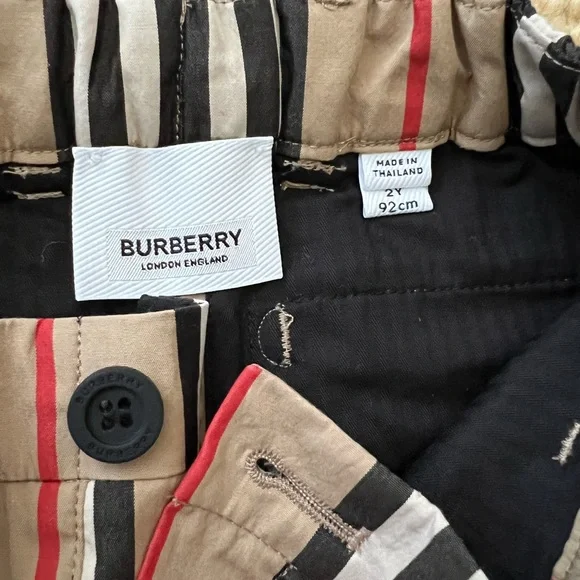 MADE IN
THAILAND
2Y
92cm
BURBERRY
LONDON ENGLAND
BURBERRY
BURBERRY